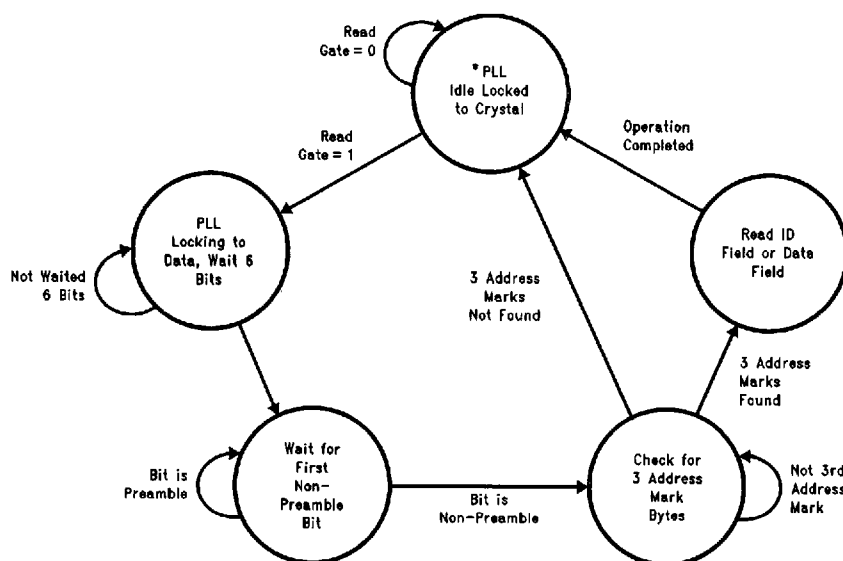 Read
Gate = 0
*PLL
Idle Locked
to Crystal
Read
Gate = 1
Operation
Completed
PLL
Locking to
Data, Wait 6
Bits
Read ID
Field or Data
Field
Not Waited
6 Bits
3 Address
Marks
Not Found
3 Address
Marks
Found
Wait for
First
Non-
Preamble
Bit
Bit is
Preamble
Bit is
Non-Preamble
Check for
3 Address
Mark
Bytes
Not 3rd
Address
Mark